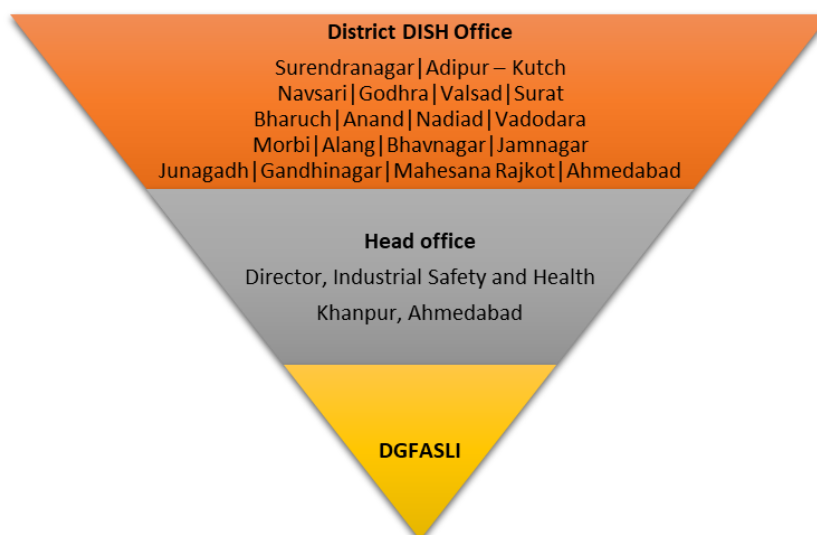 District DISH Office
Surendranagar|Adipur – Kutch
Navsari|Godhra|Valsad|Surat
Bharuch|Anand|Nadiad|Vadodara
Morbi|Alang|Bhavnagar|Jamnagar
Junagadh|Gandhinagar|Mahesana Rajkot|Ahmedabad
Head office
Director, Industrial Safety and Health
Khanpur, Ahmedabad
DGFASLI